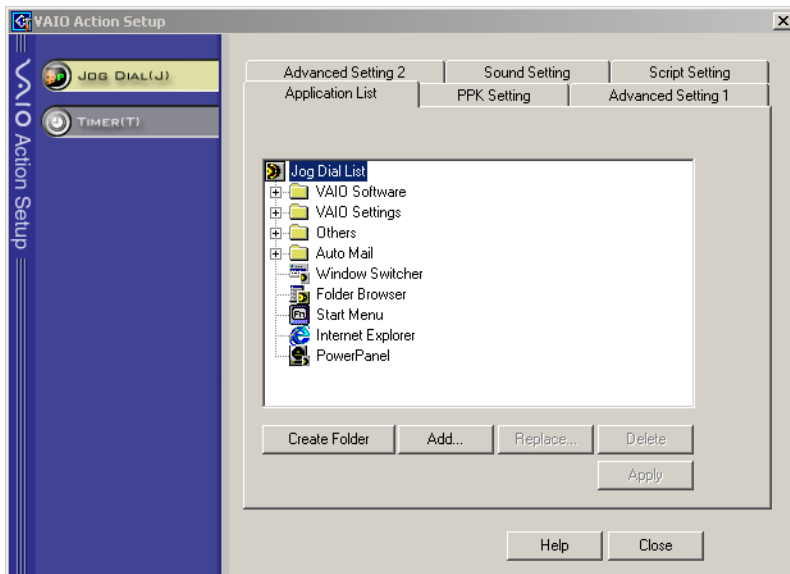 VAIO Action Setup
VAIO Action Setup
JOG DIAL(J)
TIMER(T)
Advanced Setting 2
Sound Setting
Script Setting
Application List
PPK Setting
Advanced Setting 1
Jog Dial List
VAIO Software
VAIO Settings
Others
Auto Mail
Window Switcher
Folder Browser
Fn
Start Menu
Internet Explorer
PowerPanel
Create Folder
Add...
Replace...
Delete
Apply
Help
Close